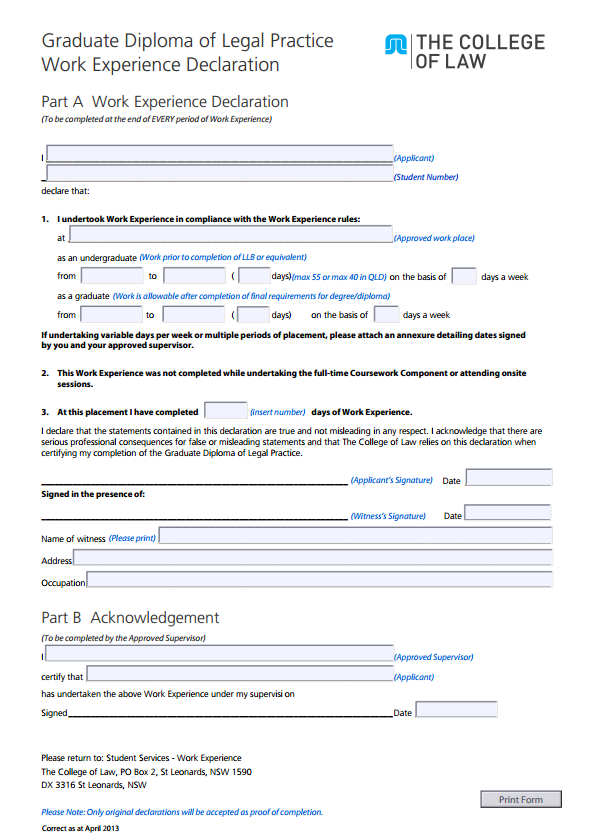 Graduate Diploma of Legal Practice
Work Experience Declaration
THE COLLEGE
OF LAW
Part A Work Experience Declaration
(To be completed at the end of EVERY period of Work Experience)
I (Applicant)
(Student Number)
declare that:
1. I undertook Work Experience in compliance with the Work Experience rules:
at (Approved work place)
as an undergraduate (Work prior to completion of LLB or equivalent)
from to ( days)(max 55 or max 40 in QLD) on the basis of days a week
as a graduate (Work is allowable after completion of final requirements for degree/diploma)
from to ( days) on the basis of days a week
If undertaking variable days per week or multiple periods of placement, please attach an annexure detailing dates signed
by you and your approved supervisor.
2. This Work Experience was not completed while undertaking the full-time Coursework Component or attending onsite
sessions.
3. At this placement I have completed (insert number) days of Work Experience.
I declare that the statements contained in this declaration are true and not misleading in any respect. I acknowledge that there are
serious professional consequences for false or misleading statements and that The College of Law relies on this declaration when
certifying my completion of the Graduate Diploma of Legal Practice.
(Applicant's Signature) Date
Signed in the presence of:
(Witness's Signature) Date
Name of witness (Please print)
Address
Occupation
Part B Acknowledgement
(To be completed by the Approved Supervisor)
I (Approved Supervisor)
certify that (Applicant)
has undertaken the above Work Experience under my supervisi on
Signed Date
Please return to: Student Services - Work Experience
The College of Law, PO Box 2, St Leonards, NSW 1590
DX 3316 St Leonards, NSW
Print Form
Please Note: Only original declarations will be accepted as proof of completion.
Correct as at April 2013